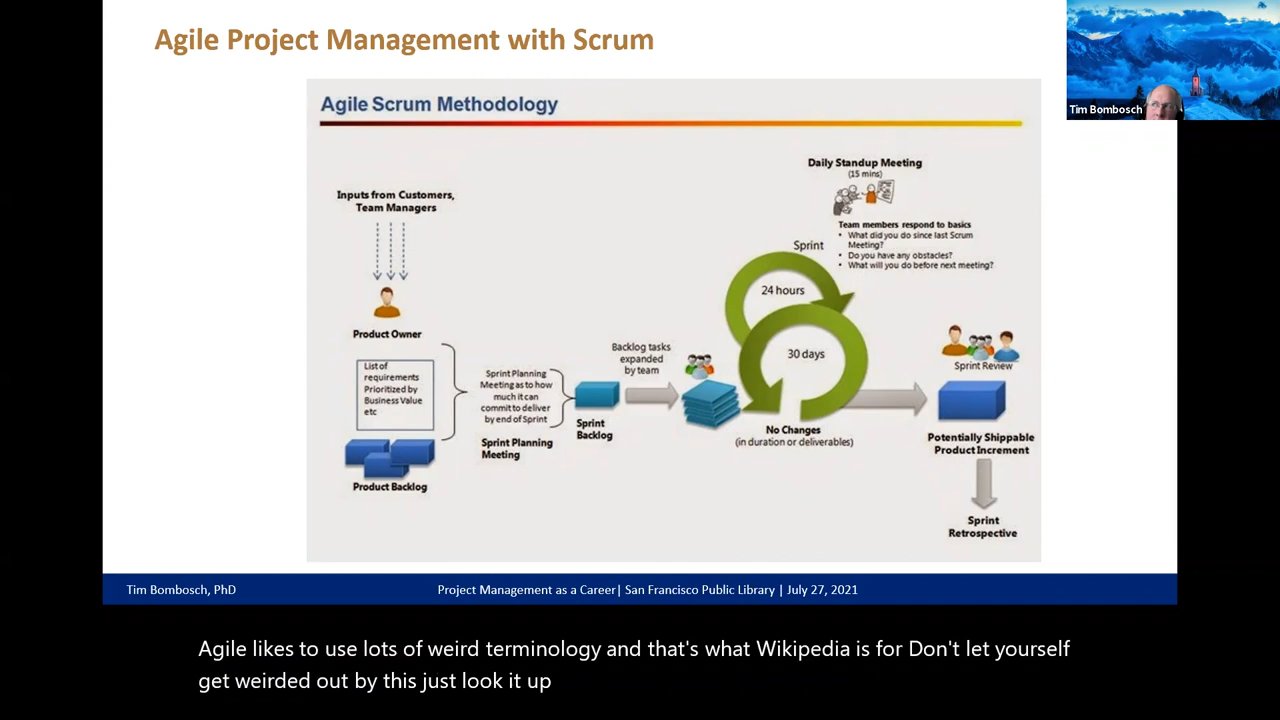 Agile Project Management with Scrum
Tim Bombosch
Agile Scrum Methodology
Inputs from Customers,
Team Managers
Product Owner
List of
requirements
Prioritized by
Business Value
etc
Product Backlog
Sprint Planning
Meeting as to how
much it can
commit to deliver
by end of Sprint
Sprint Planning
Meeting
Sprint
Backlog
Backlog tasks
expanded
by team
Daily Standup Meeting
(15 mins)
Team members respond to basics
• What did you do since last Scrum
Meeting?
• Do you have any obstacles?
• What will you do before next meeting?
Sprint
24 hours
30 days
No Changes
(in duration or deliverables)
Sprint Review
Potentially Shippable
Product Increment
Sprint
Retrospective
Tim Bombosch, PhD
Project Management as a Career| San Francisco Public Library | July 27, 2021
Agile likes to use lots of weird terminology and that's what Wikipedia is for Don't let yourself
get weirded out by this just look it up